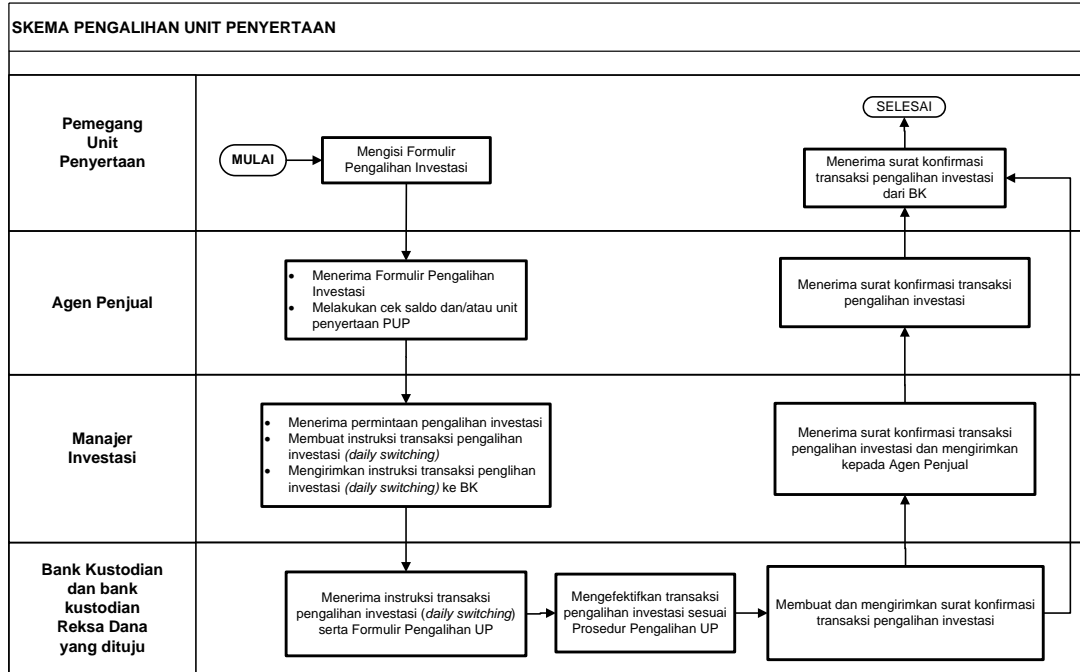 SKEMA PENGALIHAN UNIT PENYERTAAN
Pemegang
Unit
Penyertaan
MULAI
Mengisi Formulir
Pengalihan Investasi
SELESAI
Menerima surat konfirmasi
transaksi pengalihan investasi
dari BK
Agen Penjual
• Menerima Formulir Pengalihan
Investasi
• Melakukan cek saldo dan/atau unit
penyertaan PUP
Menerima surat konfirmasi transaksi
pengalihan investasi
Manajer
Investasi
• Menerima permintaan pengalihan investasi
• Membuat instruksi transaksi pengalihan
investasi (daily switching)
• Mengirimkan instruksi transaksi penglihan
investasi (daily switching) ke BK
Menerima surat konfirmasi transaksi
pengalihan investasi dan mengirimkan
kepada Agen Penjual
Bank Kustodian
dan bank
kustodian
Reksa Dana
yang dituju
Menerima instruksi transaksi
pengalihan investasi (daily switching)
serta Formulir Pengalihan UP
Mengefektifkan transaksi
pengalihan investasi sesuai
Prosedur Pengalihan UP
Membuat dan mengirimkan surat konfirmasi
transaksi pengalihan investasi